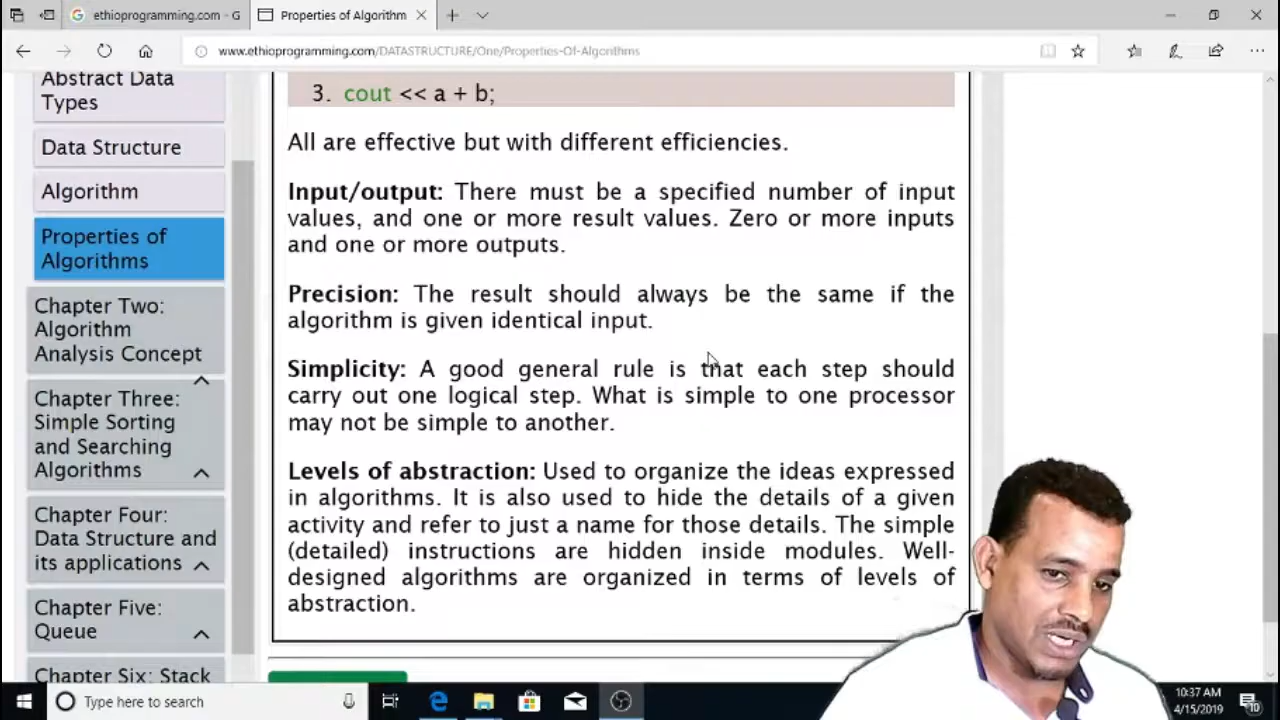 ethioprogramming.com - G
Properties of Algorithm
www.ethioprogramming.com/DATASTRUCTURE/One/Properties-Of-Algorithms
Abstract Data
Types
Data Structure
Algorithm
Properties of
Algorithms
Chapter Two:
Algorithm
Analysis Concept
Chapter Three:
Simple Sorting
and Searching
Algorithms
Chapter Four:
Data Structure and
its applications
Chapter Five:
Queue
Chapter Six: Stack
3. cout << a + b;
All are effective but with different efficiencies.
Input/output: There must be a specified number of input
values, and one or more result values. Zero or more inputs
and one or more outputs.
Precision: The result should always be the same if the
algorithm is given identical input.
Simplicity: A good general rule is that each step should
carry out one logical step. What is simple to one processor
may not be simple to another.
Levels of abstraction: Used to organize the ideas expressed
in algorithms. It is also used to hide the details of a given
activity and refer to just a name for those details. The simple
(detailed) instructions are hidden inside modules. Well-
designed algorithms are organized in terms of levels of
abstraction.
Type here to search
10:37 AM
4/15/2019
10